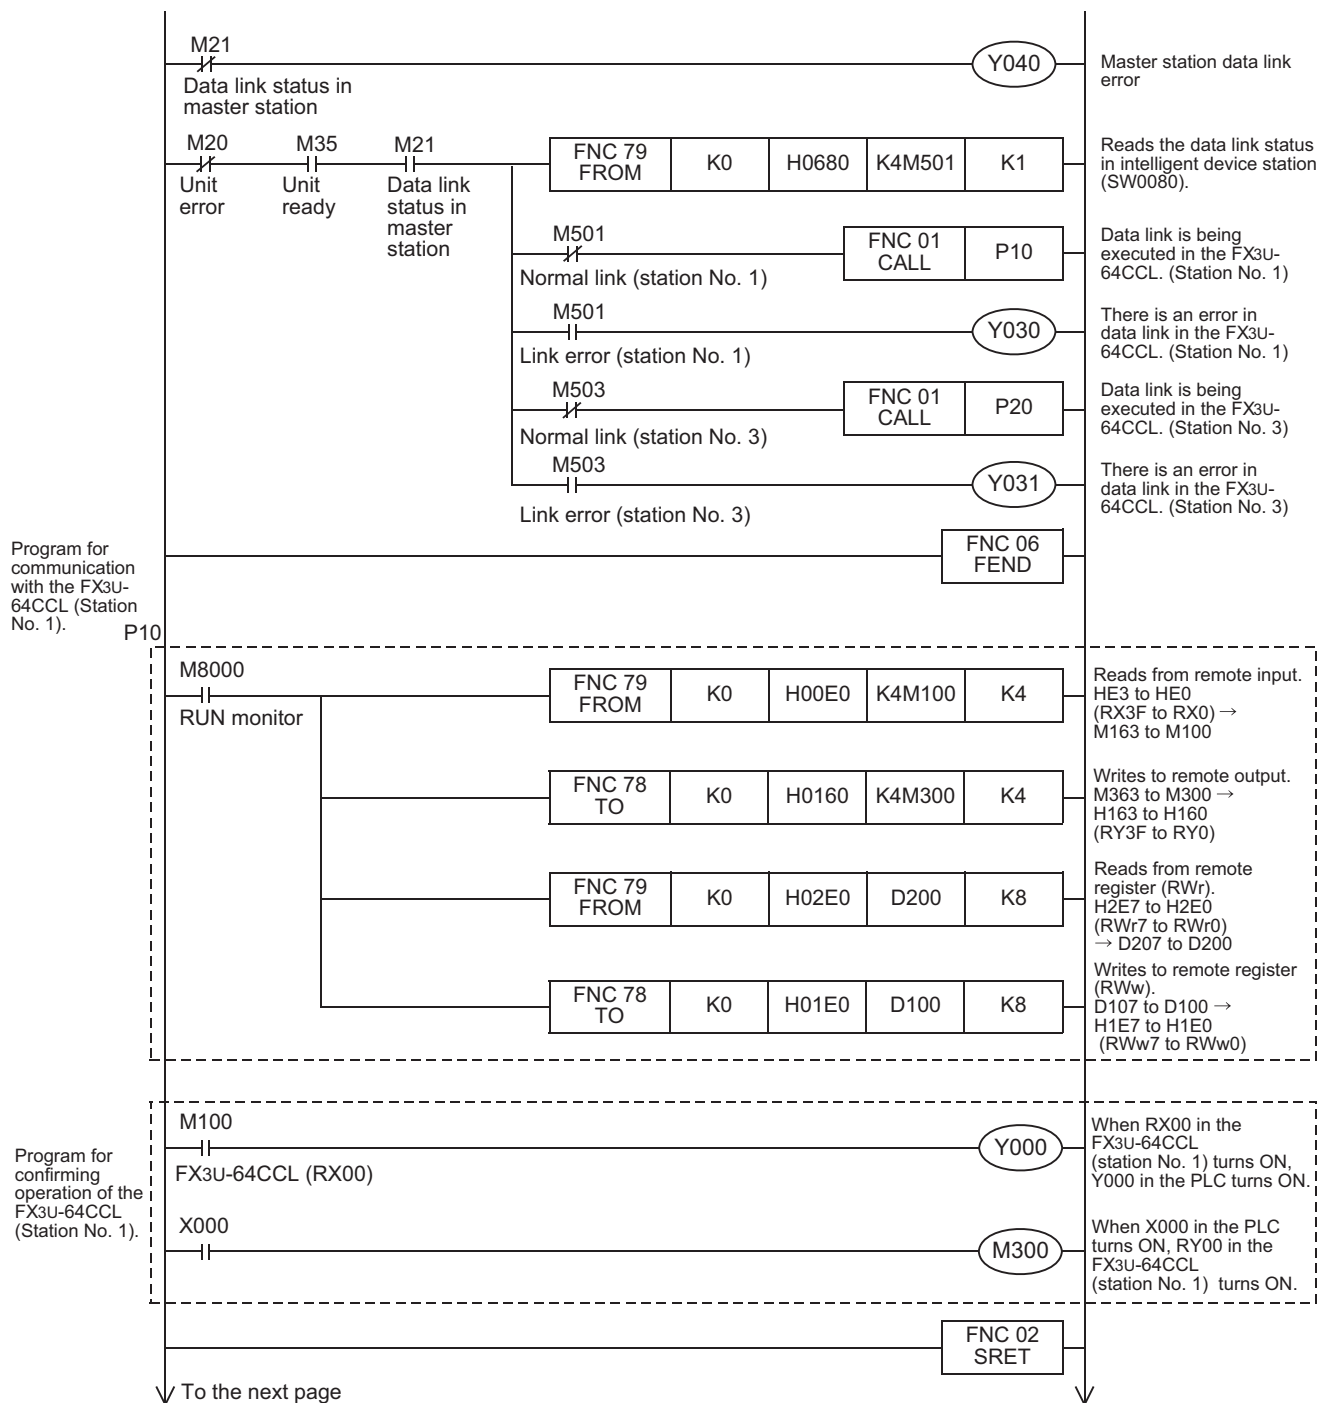 M21
Y040
Master station data link
error
Data link status in
master station
M20
M35
M21
Unit
error
Unit
ready
Data link
status in
master
station
FNC 79
FROM
K0
H0680
K4M501
K1
Reads the data link status
in intelligent device station
(SW0080).
M501
Normal link (station No. 1)
FNC 01
CALL
P10
Data link is being
executed in the FX3U-
64CCL. (Station No. 1)
M501
Link error (station No. 1)
Y030
There is an error in
data link in the FX3U-
64CCL. (Station No. 1)
M503
Normal link (station No. 3)
FNC 01
CALL
P20
Data link is being
executed in the FX3U-
64CCL. (Station No. 3)
M503
Link error (station No. 3)
Y031
There is an error in
data link in the FX3U-
64CCL. (Station No. 3)
FNC 06
FEND
Program for
communication
with the FX3U-
64CCL (Station
No. 1).
P10
M8000
RUN monitor
FNC 79
FROM
K0
H00E0
K4M100
K4
Reads from remote input.
HE3 to HE0
(RX3F to RX0) →
M163 to M100
FNC 78
TO
K0
H0160
K4M300
K4
Writes to remote output.
M363 to M300 →
H163 to H160
(RY3F to RY0)
FNC 79
FROM
K0
H02E0
D200
K8
Reads from remote
register (RWr).
H2E7 to H2E0
(RWr7 to RWr0)
→ D207 to D200
FNC 78
TO
K0
H01E0
D100
K8
Writes to remote register
(RWw).
D107 to D100 →
H1E7 to H1E0
(RWw7 to RWw0)
Program for
confirming
operation of the
FX3U-64CCL
(Station No. 1).
M100
FX3U-64CCL (RX00)
Y000
When RX00 in the
FX3U-64CCL
(station No. 1) turns ON,
Y000 in the PLC turns ON.
X000
M300
When X000 in the PLC
turns ON, RY00 in the
FX3U-64CCL
(station No. 1) turns ON.
FNC 02
SRET
To the next page